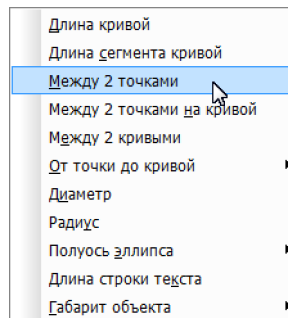 Длина кривой
Длина сегмента кривой
Между 2 точками
Между 2 точками на кривой
Между 2 кривыми
От точки до кривой
Диаметр
Радиус
Полуось эллипса
Длина строки текста
Габарит объекта